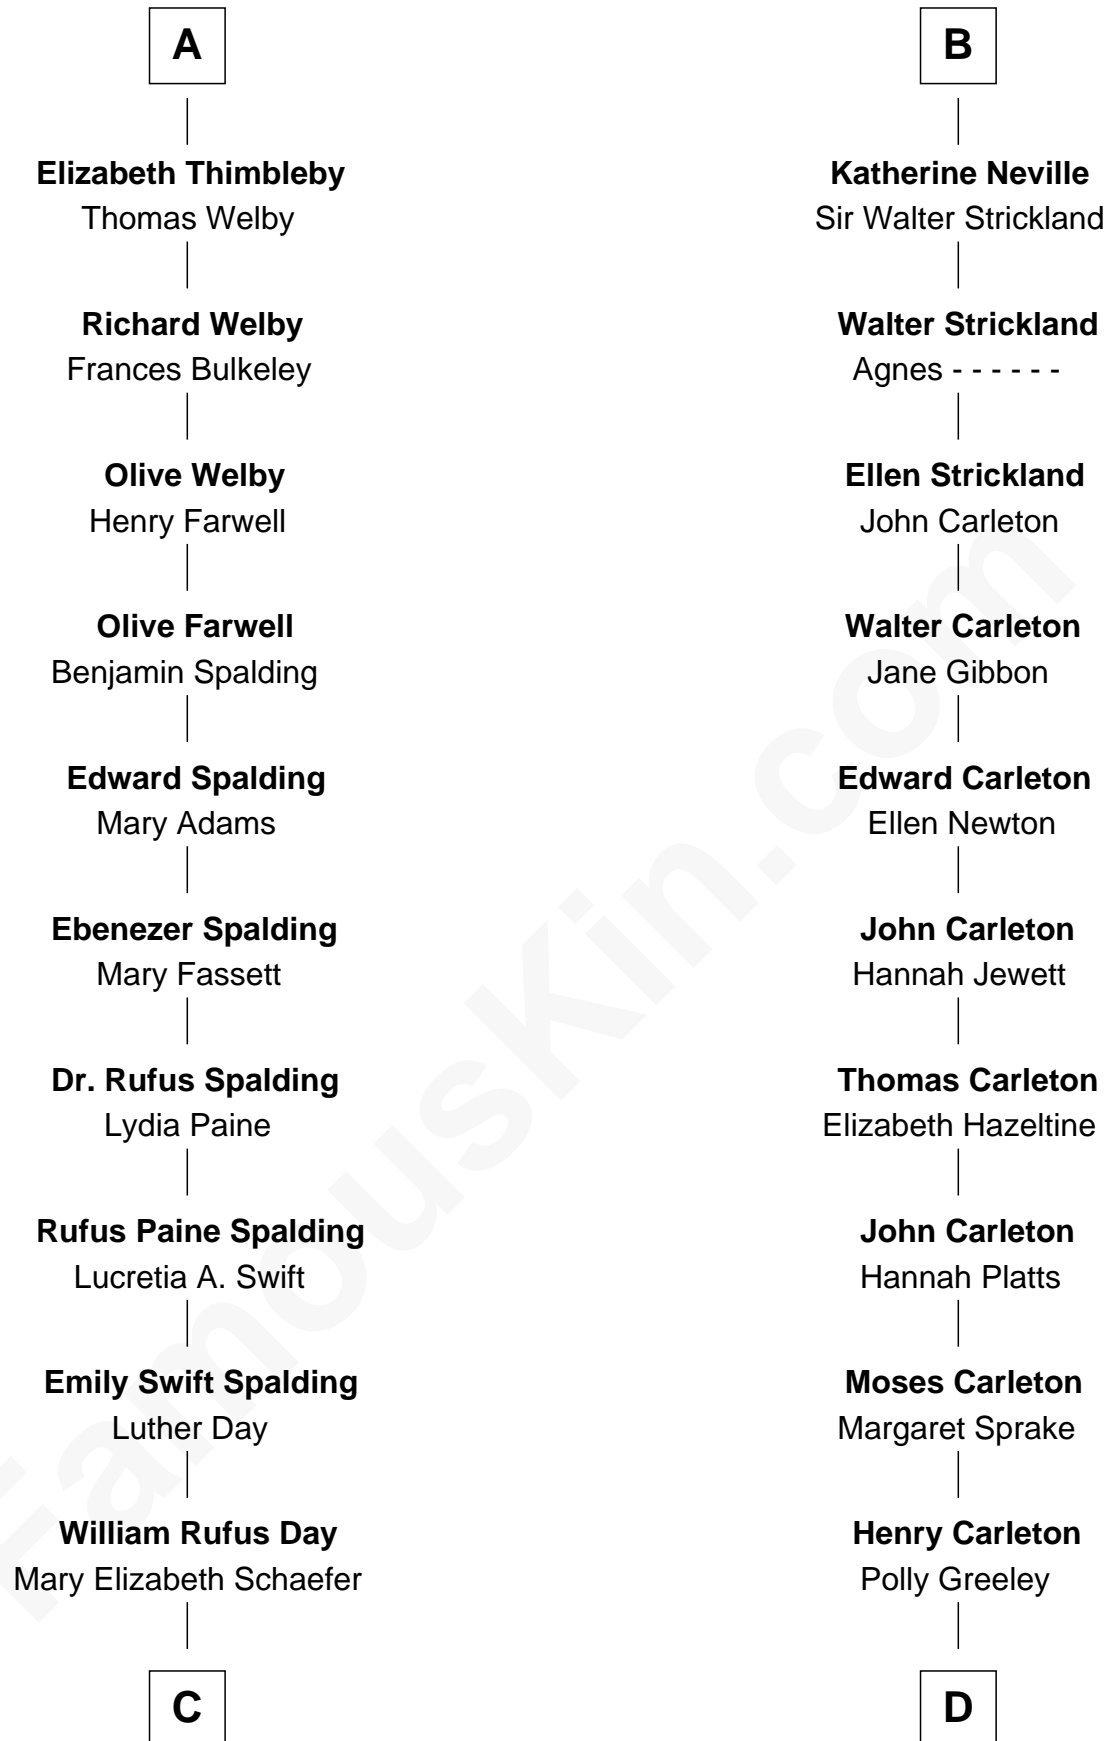 A
Elizabeth Thimbleby
Thomas Welby
Richard Welby
Frances Bulkeley
Olive Welby
Henry Farwell
Olive Farwell
Benjamin Spalding
Edward Spalding
Mary Adams
Ebenezer Spalding
Mary Fassett
Dr. Rufus Spalding
Lydia Paine
Rufus Paine Spalding
Lucretia A. Swift
Emily Swift Spalding
Luther Day
William Rufus Day
Mary Elizabeth Schaefer
C
B
Katherine Neville
Sir Walter Strickland
Walter Strickland
Agnes - - - - - -
Ellen Strickland
John Carleton
Walter Carleton
Jane Gibbon
Edward Carleton
Ellen Newton
John Carleton
Hannah Jewett
Thomas Carleton
Elizabeth Hazeltine
John Carleton
Hannah Platts
Moses Carleton
Margaret Sprake
Henry Carleton
Polly Greeley
D
FamousKin.com